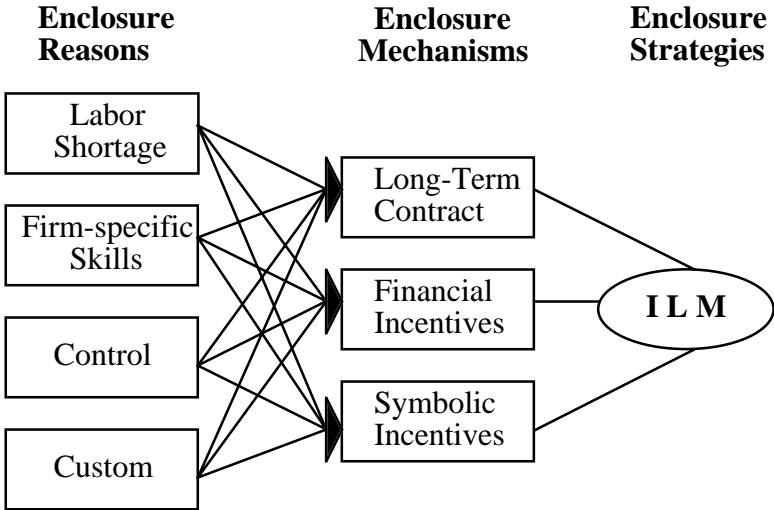 Enclosure
Reasons
Enclosure
Mechanisms
Enclosure
Strategies
Labor
Shortage
Firm-specific
Skills
Control
Custom
Long-Term
Contract
Financial
Incentives
Symbolic
Incentives
I L M